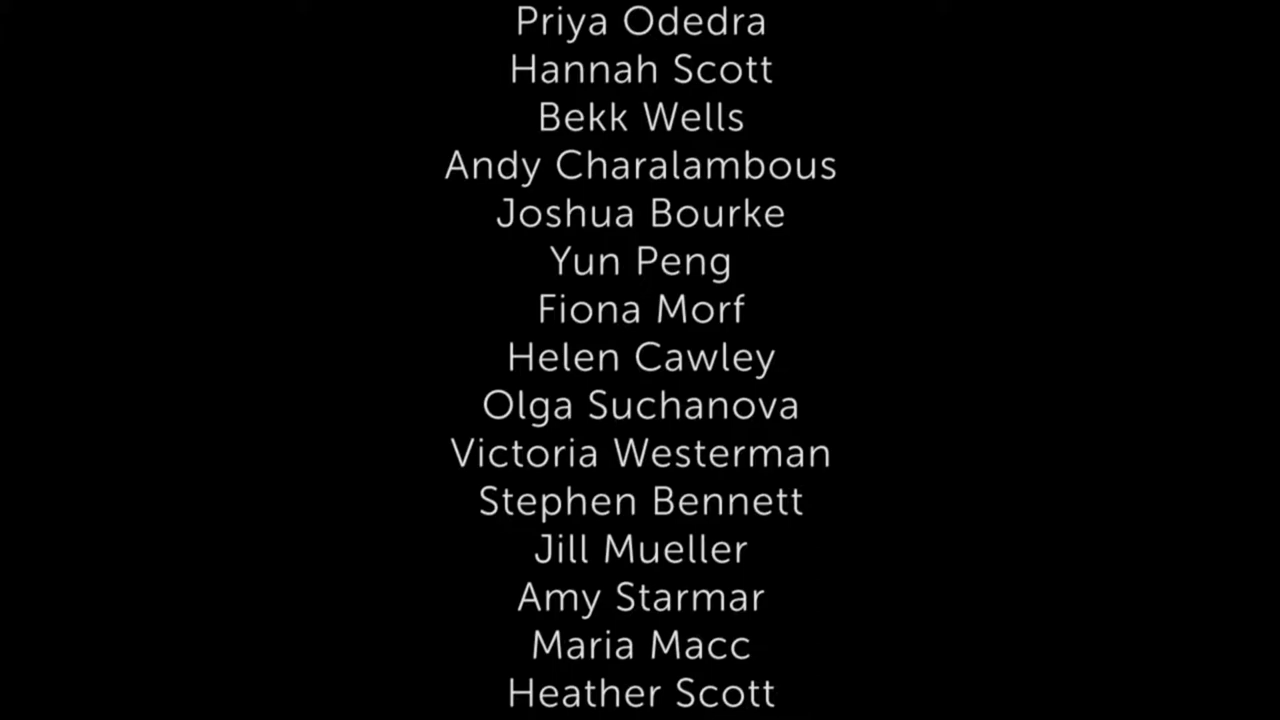 Priya Odedra
Hannah Scott
Bekk Wells
Andy Charalambous
Joshua Bourke
Yun Peng
Fiona Morf
Helen Cawley
Olga Suchanova
Victoria Westerman
Stephen Bennett
Jill Mueller
Amy Starmar
Maria Macc
Heather Scott